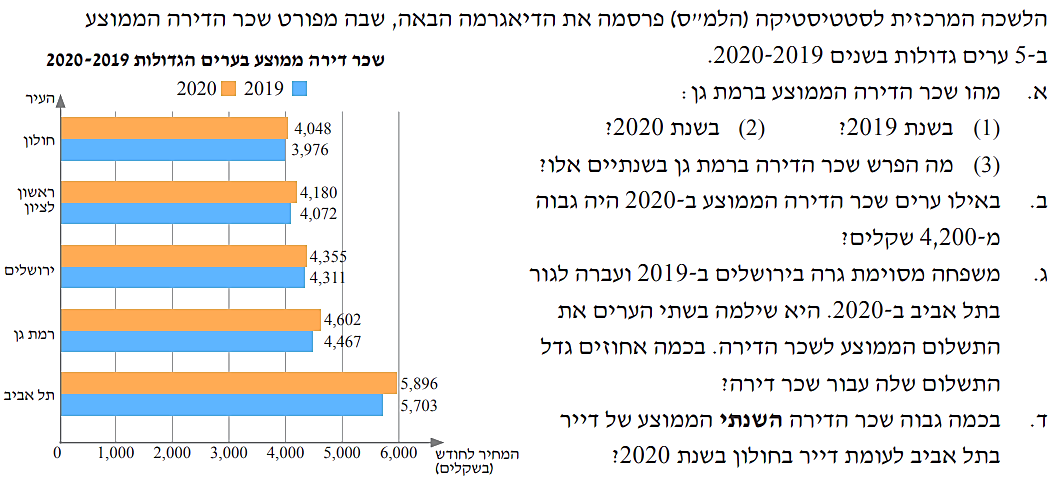 הלשכה המרכזית לסטטיסטיקה (הלמ"ס) פרסמה את הדיאגרמה הבאה, שבה מפורט שכר הדירה הממוצע
ב-5 ערים גדולות בשנים 2020-2019.
א. מהו שכר הדירה הממוצע ברמת גן:
(1) בשנת 2019? (2) בשנת 2020?
(3) מה הפרש שכר הדירה ברמת גן בשנתיים אלו?
ב. באילו ערים שכר הדירה הממוצע ב-2020 היה גבוה
מ-4,200 שקלים?
ג. משפחה מסוימת גרה בירושלים ב-2019 ועברה לגור
בתל אביב ב-2020. היא שילמה בשתי הערים את
התשלום הממוצע לשכר הדירה. בכמה אחוזים גדל
התשלום שלה עבור שכר דירה?
ד. בכמה גבוה שכר הדירה השנתי הממוצע של דייר
בתל אביב לעומת דייר בחולון בשנת 2020?
שכר דירה ממוצע בערים הגדולות 2020-2019
2019 2020
העיר
חולון
4,048
3,976
ראשון
לציון
4,180
4,072
ירושלים
4,355
4,311
רמת גן
4,602
4,467
תל אביב
5,896
5,703
0 1,000 2,000 3,000 4,000 5,000 6,000
המחיר לחודש
(בשקלים)